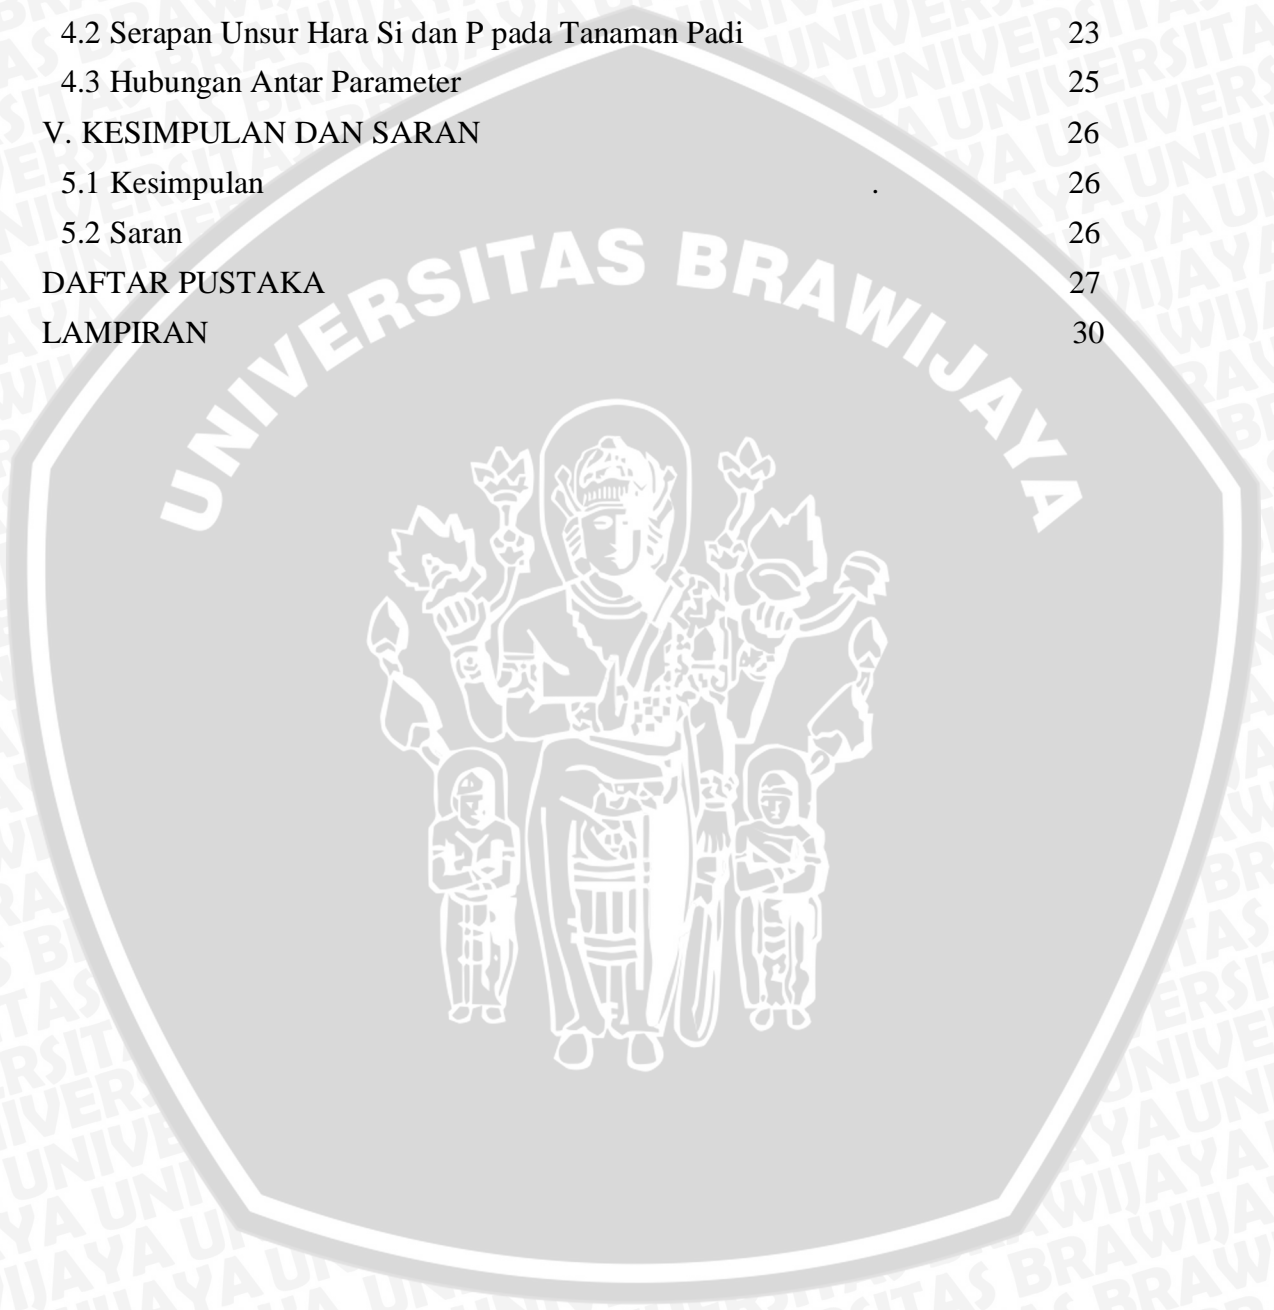 4.2 Serapan Unsur Hara Si dan P pada Tanaman Padi 23
4.3 Hubungan Antar Parameter 25
V. KESIMPULAN DAN SARAN 26
5.1 Kesimpulan . 26
5.2 Saran 26
DAFTAR PUSTAKA 27
LAMPIRAN 30
UNIVERSITAS BRAWIJAYA